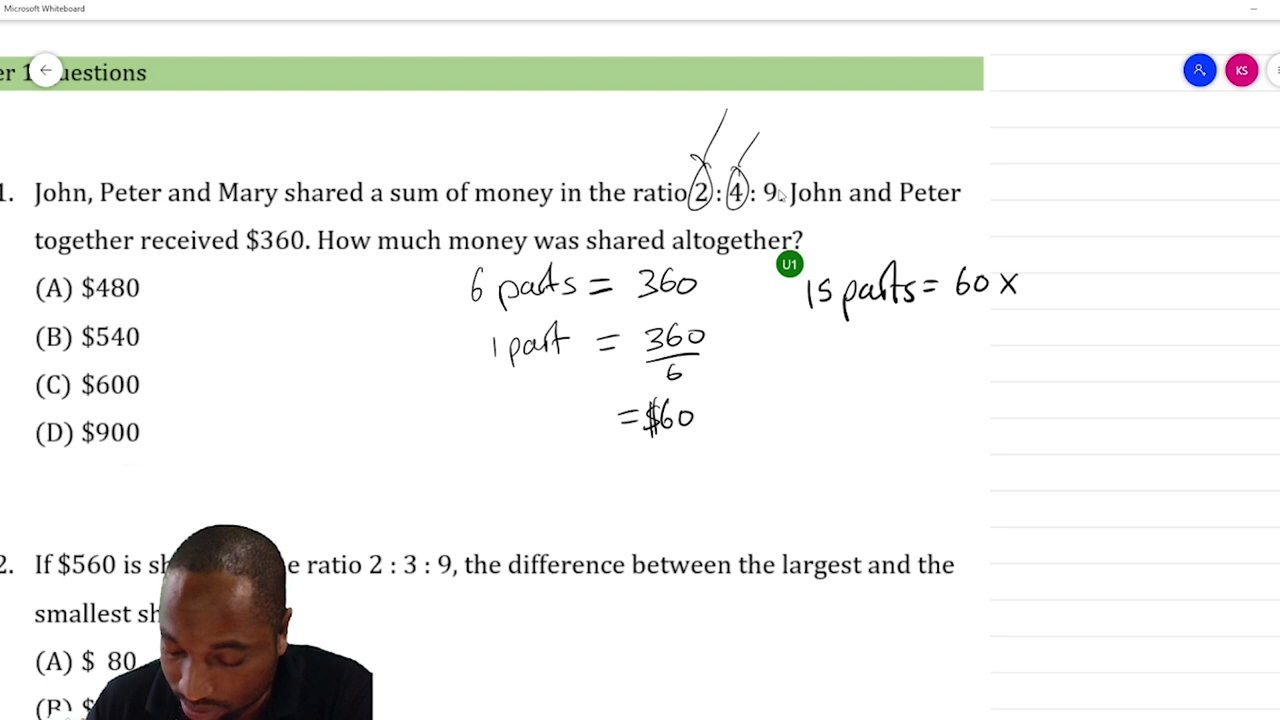 Microsoft Whiteboard
er 1 uestions
KS
1. John, Peter and Mary shared a sum of money in the ratio 2 : 4 : 9. John and Peter
together received $360. How much money was shared altogether?
U1
(A) $480
6 parts = 360
15 parts = 60 x
(B) $540
1 part = 360/6
(C) $600
= $60
(D) $900
2. If $560 is sh e ratio 2 : 3 : 9, the difference between the largest and the
smallest sh
(A) $ 80
(B) $